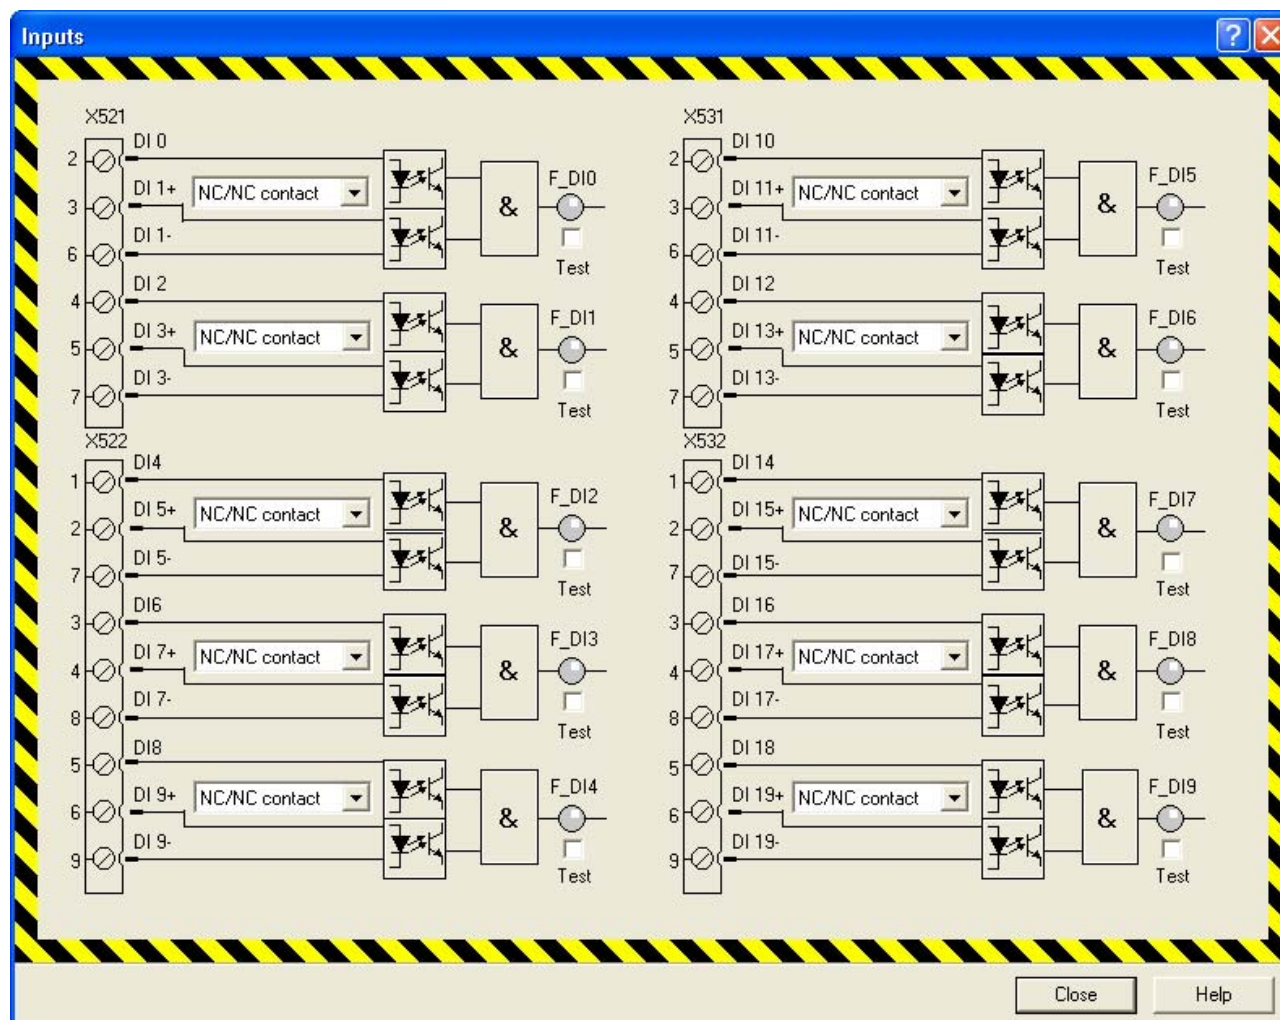 Inputs
X521
DI 0
2
DI 1+
NC/NC contact
3
DI 1-
6
&
F_DI0
Test
DI 2
4
DI 3+
NC/NC contact
5
DI 3-
7
&
F_DI1
Test
X522
DI4
1
DI 5+
NC/NC contact
2
DI 5-
7
&
F_DI2
Test
DI6
3
DI 7+
NC/NC contact
4
DI 7-
8
&
F_DI3
Test
DI8
5
DI 9+
NC/NC contact
6
DI 9-
9
&
F_DI4
Test
X531
DI 10
2
DI 11+
NC/NC contact
3
DI 11-
6
&
F_DI5
Test
DI 12
4
DI 13+
NC/NC contact
5
DI 13-
7
&
F_DI6
Test
X532
DI 14
1
DI 15+
NC/NC contact
2
DI 15-
7
&
F_DI7
Test
DI 16
3
DI 17+
NC/NC contact
4
DI 17-
8
&
F_DI8
Test
DI 18
5
DI 19+
NC/NC contact
6
DI 19-
9
&
F_DI9
Test
Close
Help